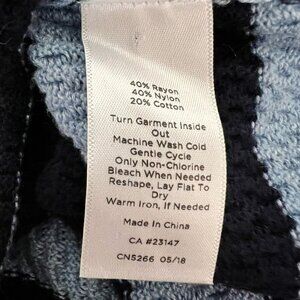 40% Rayon
40% Nylon
20% Cotton
Turn Garment Inside
Out
Machine Wash Cold
Gentle Cycle
Only Non-Chlorine
Bleach When Needed
Reshape, Lay Flat To
Dry
Warm Iron, If Needed
Made In China
CA #23147
CN5266 05/18